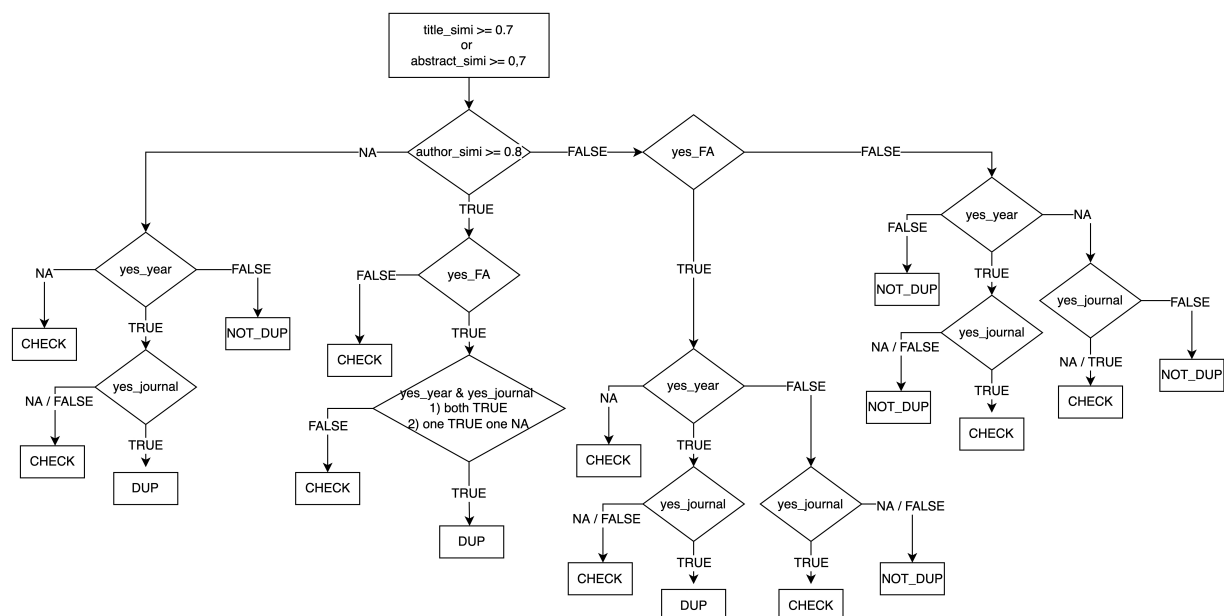 title_simi >= 0.7
or
abstract_simi >= 0,7
NA
author_simi >= 0.8
FALSE
yes_FA
FALSE
TRUE
yes_year
FALSE
NA
NA
yes_year
FALSE
FALSE
yes_FA
TRUE
TRUE
NOT_DUP
yes_journal
FALSE
CHECK
TRUE
NOT_DUP
CHECK
TRUE
NA / FALSE
yes_journal
NA / TRUE
NOT_DUP
NA / FALSE
yes_journal
yes_year & yes_journal
1) both TRUE
2) one TRUE one NA
FALSE
NA
yes_year
FALSE
NOT_DUP
TRUE
CHECK
CHECK
TRUE
CHECK
CHECK
TRUE
CHECK
DUP
TRUE
DUP
NA / FALSE
yes_journal
yes_journal
NA / FALSE
CHECK
TRUE
TRUE
NOT_DUP
DUP
CHECK